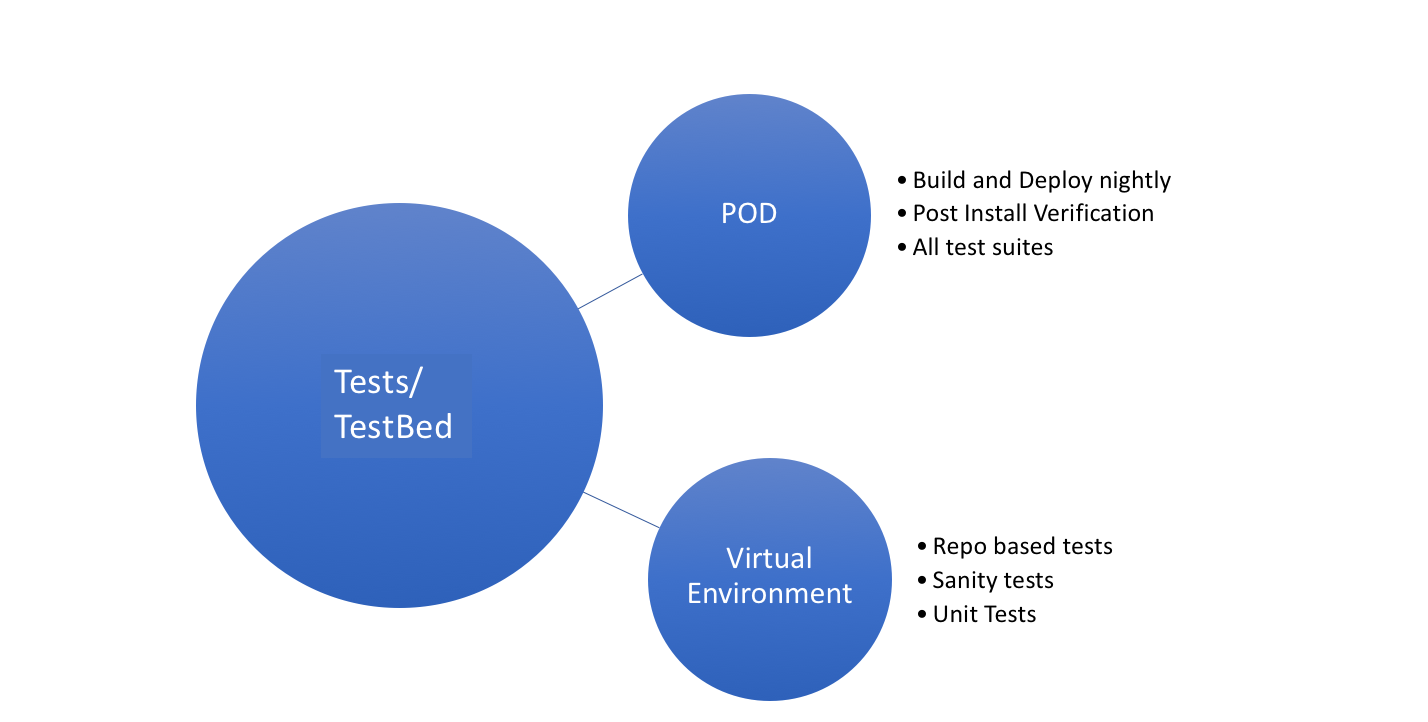 Tests/
TestBed
POD
• Build and Deploy nightly
• Post Install Verification
• All test suites
Virtual
Environment
• Repo based tests
• Sanity tests
• Unit Tests